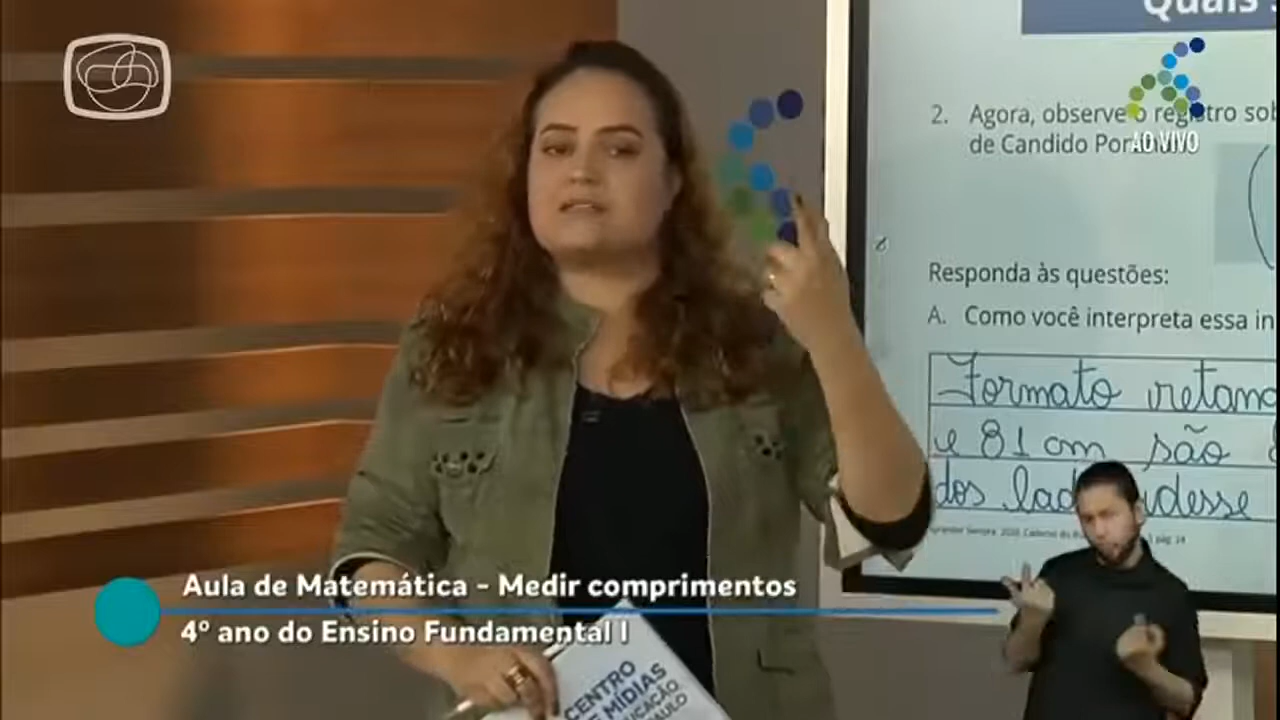 Quais
2. Agora, observe o registro sob
de Candido Por
AO VIVO
Responda às questões:
A. Como você interpreta essa in
Formato retang
e 81 cm são
dos lad desse
Aula de Matemática - Medir comprimentos
4º ano do Ensino Fundamental I
CENTRO
MÍDIAS